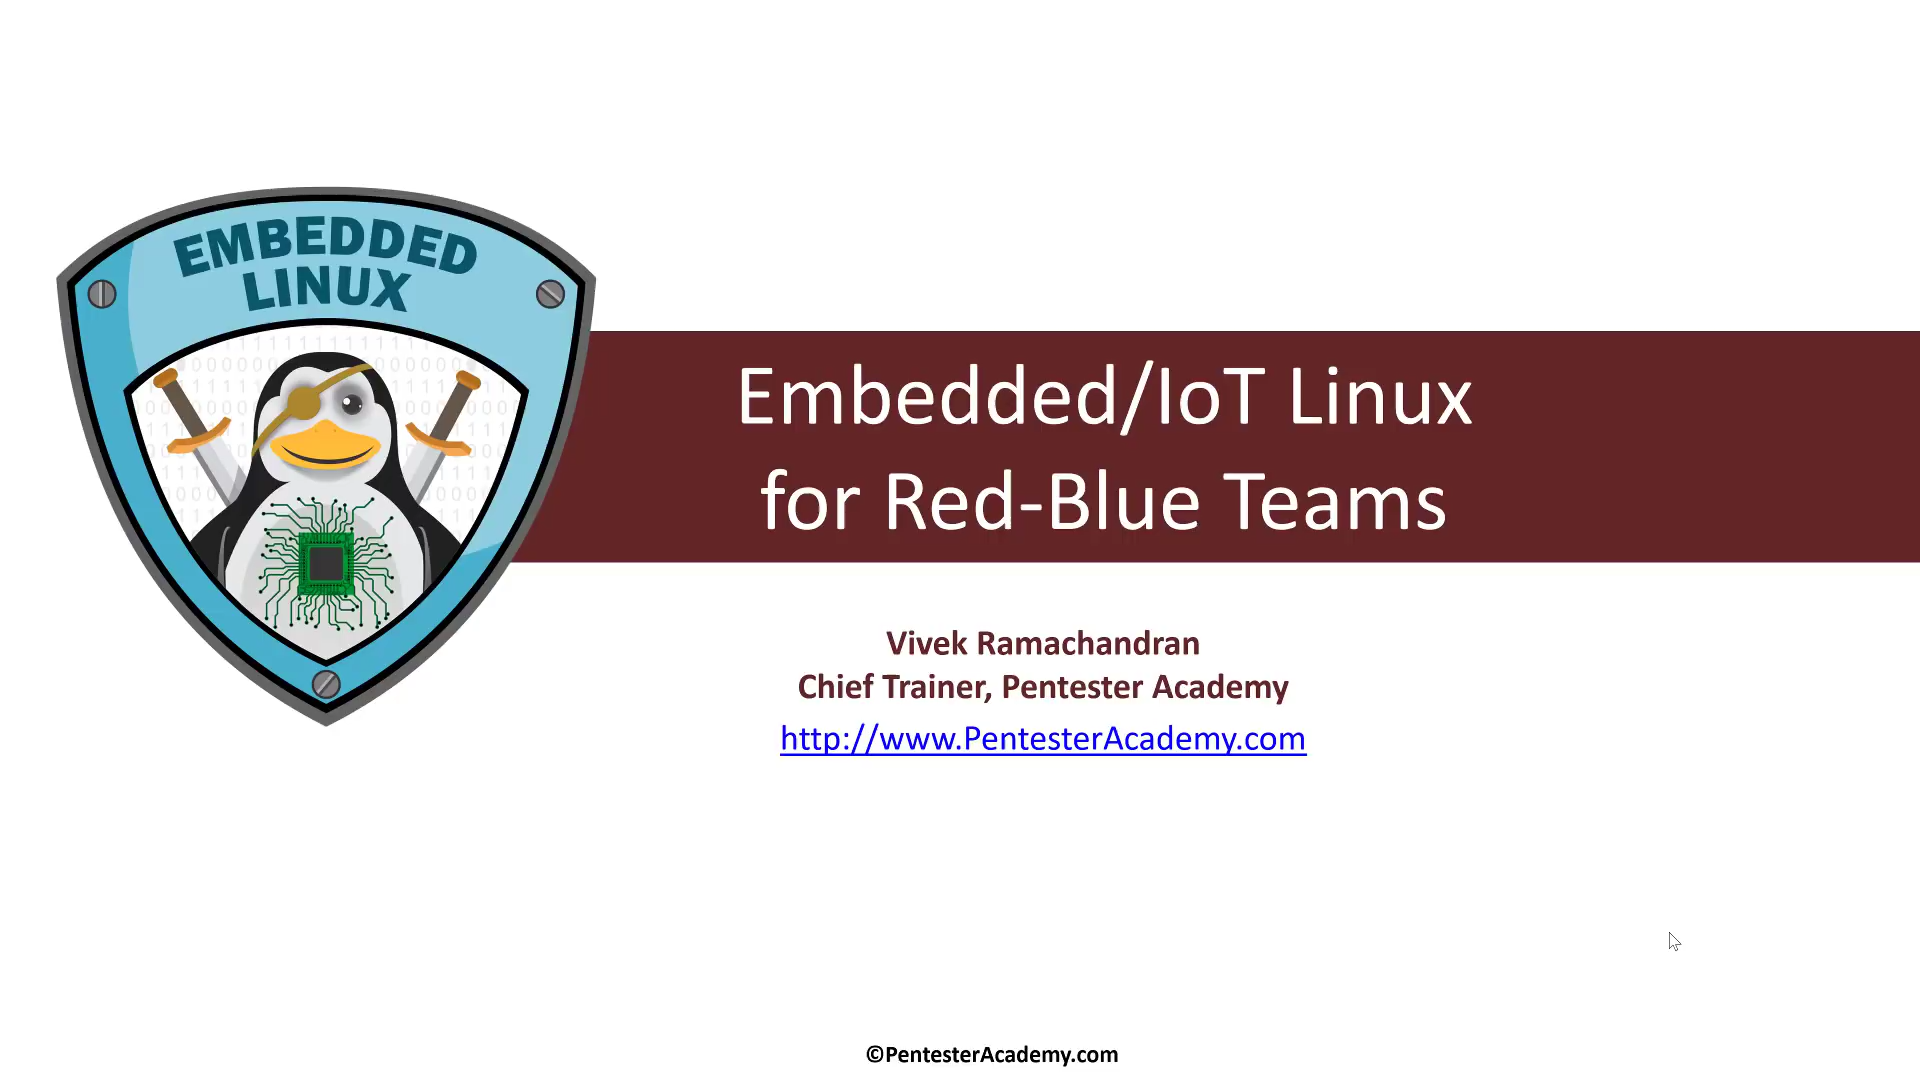 EMBEDDED
LINUX
Embedded/IoT Linux
for Red-Blue Teams
Vivek Ramachandran
Chief Trainer, Pentester Academy
http://www.PentesterAcademy.com
©PentesterAcademy.com